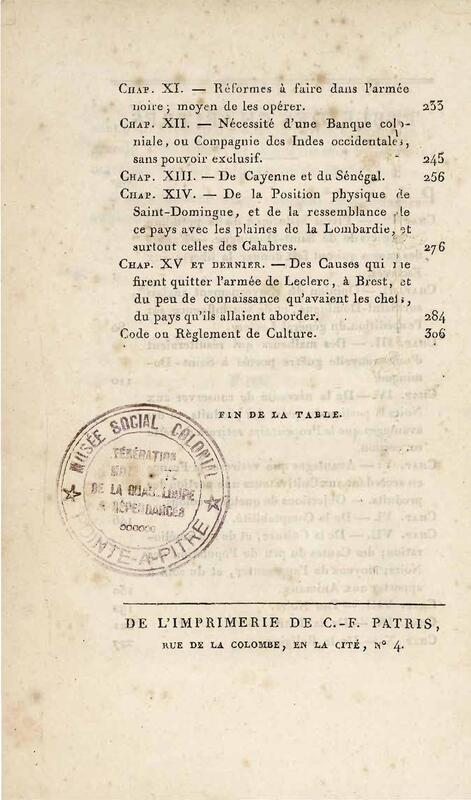 CHAP. XI. — Réformes à faire dans l'armée
noire; moyen de les opérer. 233
CHAP. XII. — Nécessité d'une Banque colo-
niale, ou Compagnie des Indes occidentales,
sans pouvoir exclusif. 245
CHAP. XIII. — De Cayenne et du Sénégal. 256
CHAP. XIV. — De la Position physique de
Saint-Domingue, et de la ressemblance de
ce pays avec les plaines de la Lombardie, et
surtout celles des Calabres. 276
CHAP. XV ET DERNIER. — Des Causes qui me
firent quitter l'armée de Leclerc, à Brest, et
du peu de connaissance qu'avaient les chefs,
du pays qu'ils allaient aborder. 284
Code ou Règlement de Culture. 306
FIN DE LA TABLE.
MUSÉE SOCIAL COLONIAL
FÉDÉRATION
DE LA GUADELOUPE
& DÉPENDANCES
POINTE-A-PITRE
DE L'IMPRIMERIE DE C.-F. PATRIS,
RUE DE LA COLOMBE, EN LA CITÉ, N° 4.